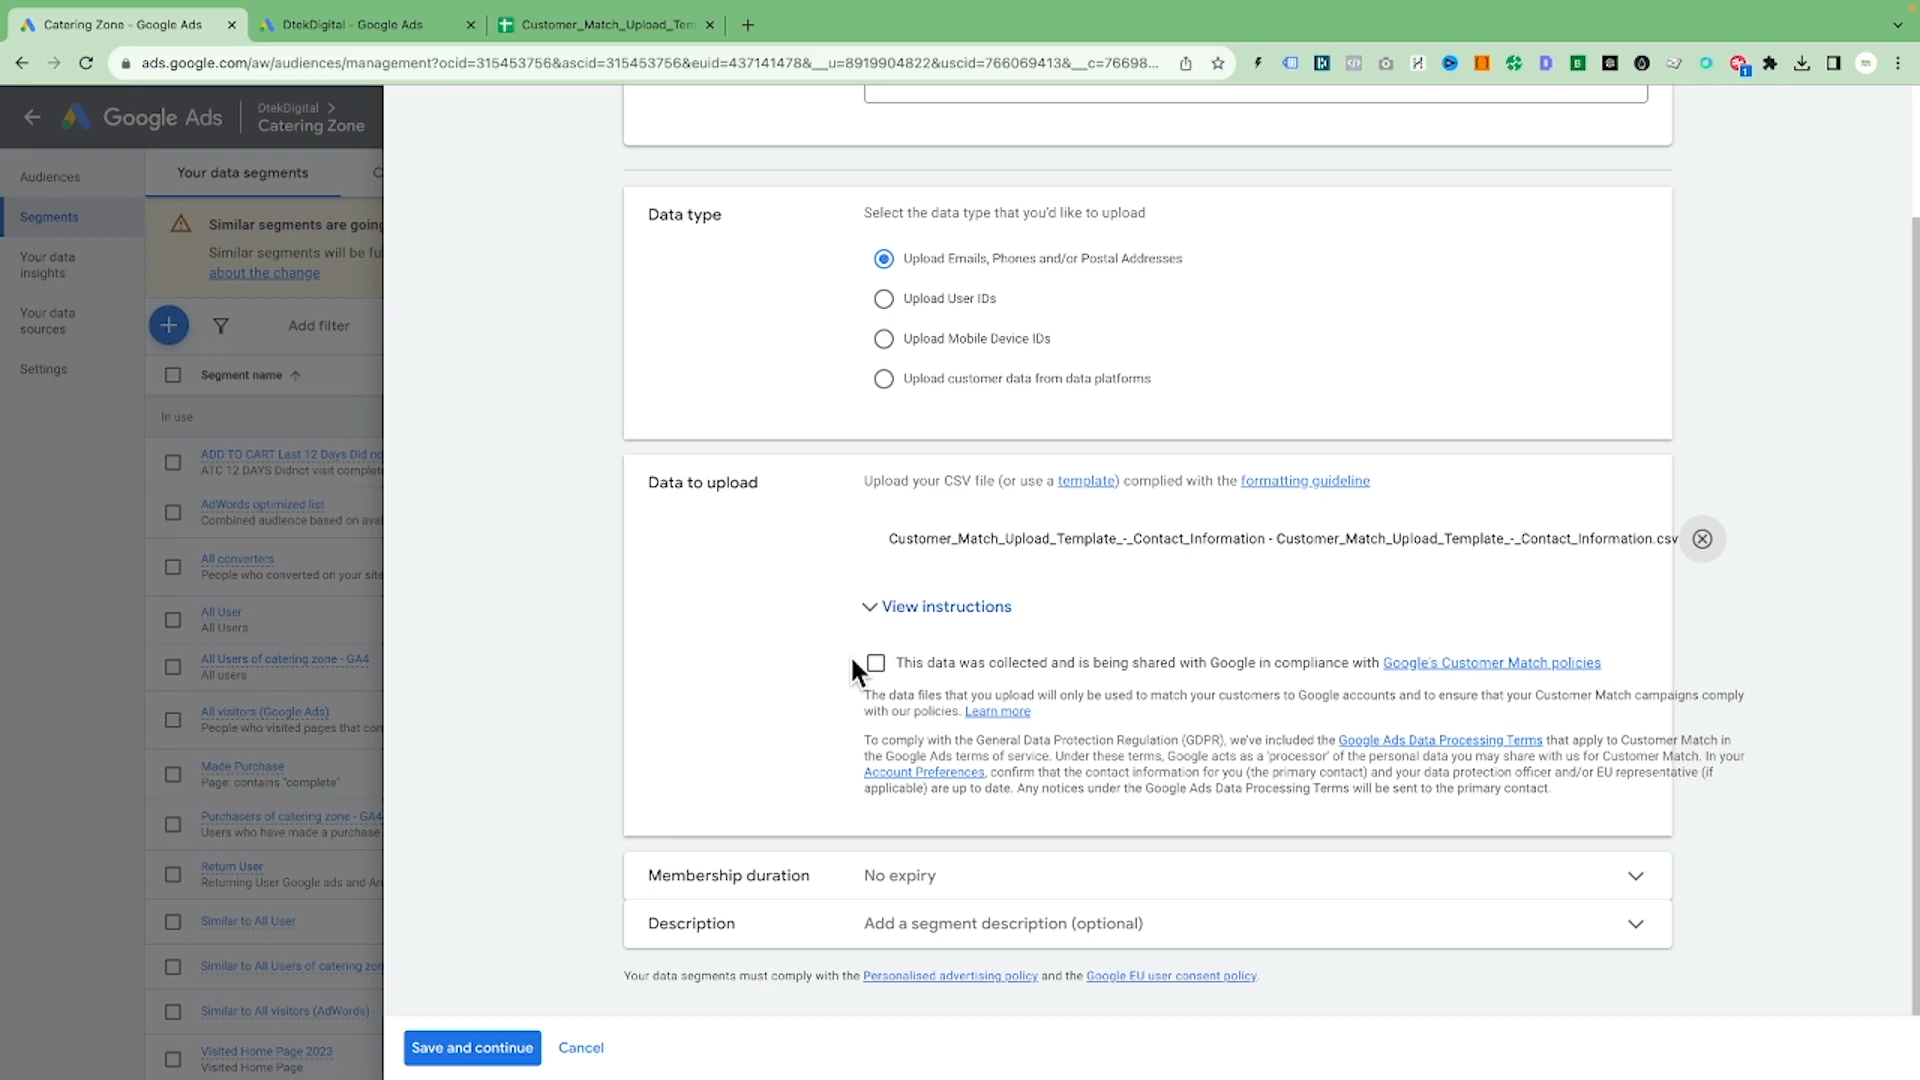 Catering Zone - Google Ads
DtekDigital - Google Ads
Customer_Match_Upload_Tem
ads.google.com/aw/audiences/management?ocid=315453756&ascid=315453756&euid=437141478&__u=8919904822&uscid=766069413&__c=76698...
Google Ads
DtekDigital
Catering Zone
Audiences
Segments
Your data
insights
Your data
sources
Settings
Your data segments
Similar segments are going
Similar segments will be fu
about the change
Add filter
Segment name
In use
ADD TO CART Last 12 Days Did no
ATC 12 DAYS Didnot visit complet
AdWords optimized list
Combined audience based on avai
All converters
People who converted on your site
All User
All Users
All Users of catering zone - GA4
All users
All visitors (Google Ads)
People who visited pages that con
Made Purchase
Page: contains "complete"
Purchasers of catering zone - GA4
Users who have made a purchase
Return User
Returning User Google ads and An
Similar to All User
Similar to All Users of catering zon
Similar to All visitors (AdWords)
Visited Home Page 2023
Visited Home Page
Data type
Select the data type that you'd like to upload
Upload Emails, Phones and/or Postal Addresses
Upload User IDs
Upload Mobile Device IDs
Upload customer data from data platforms
Data to upload
Upload your CSV file (or use a template) complied with the formatting guideline
Customer_Match_Upload_Template_-_Contact_Information - Customer_Match_Upload_Template_-_Contact_Information.csv
View instructions
This data was collected and is being shared with Google in compliance with Google's Customer Match policies
The data files that you upload will only be used to match your customers to Google accounts and to ensure that your Customer Match campaigns comply
with our policies. Learn more
To comply with the General Data Protection Regulation (GDPR), we've included the Google Ads Data Processing Terms that apply to Customer Match in
the Google Ads terms of service. Under these terms, Google acts as a 'processor' of the personal data you may share with us for Customer Match. In your
Account Preferences, confirm that the contact information for you (the primary contact) and your data protection officer and/or EU representative (if
applicable) are up to date. Any notices under the Google Ads Data Processing Terms will be sent to the primary contact.
Membership duration
No expiry
Description
Add a segment description (optional)
Your data segments must comply with the Personalised advertising policy and the Google EU user consent policy.
Save and continue
Cancel